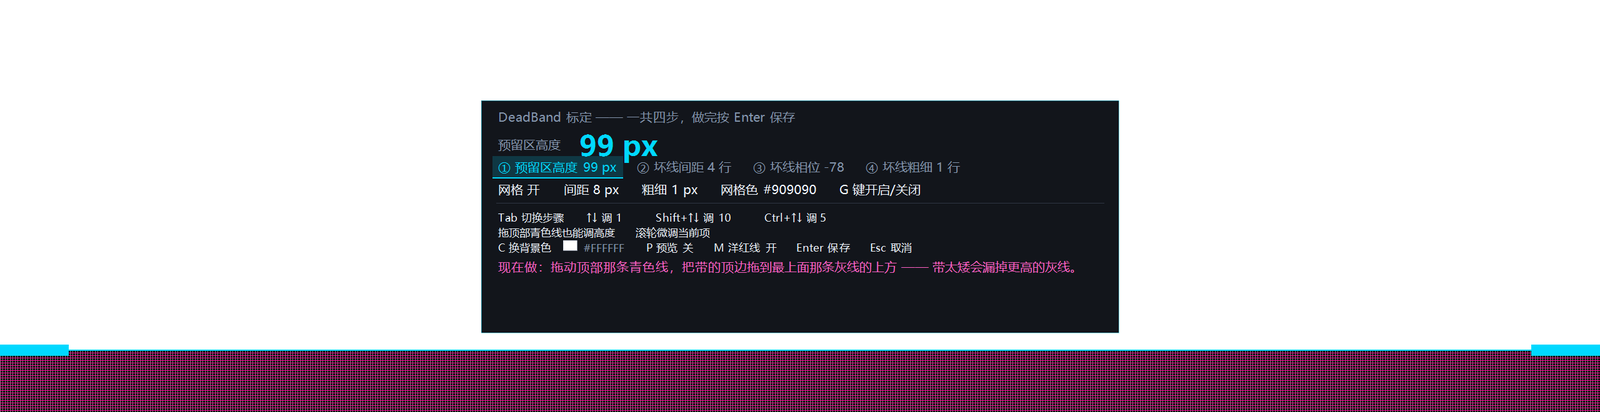 DeadBand 标定 —— 一共四步，做完按 Enter 保存
预留区高度 99 px
① 预留区高度 99 px ② 坏线间距 4 行 ③ 坏线相位 -78 ④ 坏线粗细 1 行
网格 开 间距 8 px 粗细 1 px 网格色 #909090 G 键开启/关闭
Tab 切换步骤 ↑↓ 调 1 Shift+↑↓ 调 10 Ctrl+↑↓ 调 5
拖顶部青色线也能调高度 滚轮微调当前项
C 换背景色 #FFFFFF P 预览 关 M 洋红线 开 Enter 保存 Esc 取消
现在做：拖动顶部那条青色线，把带的顶边拖到最上面那条灰线的上方 —— 带太矮会漏掉更高的灰线。